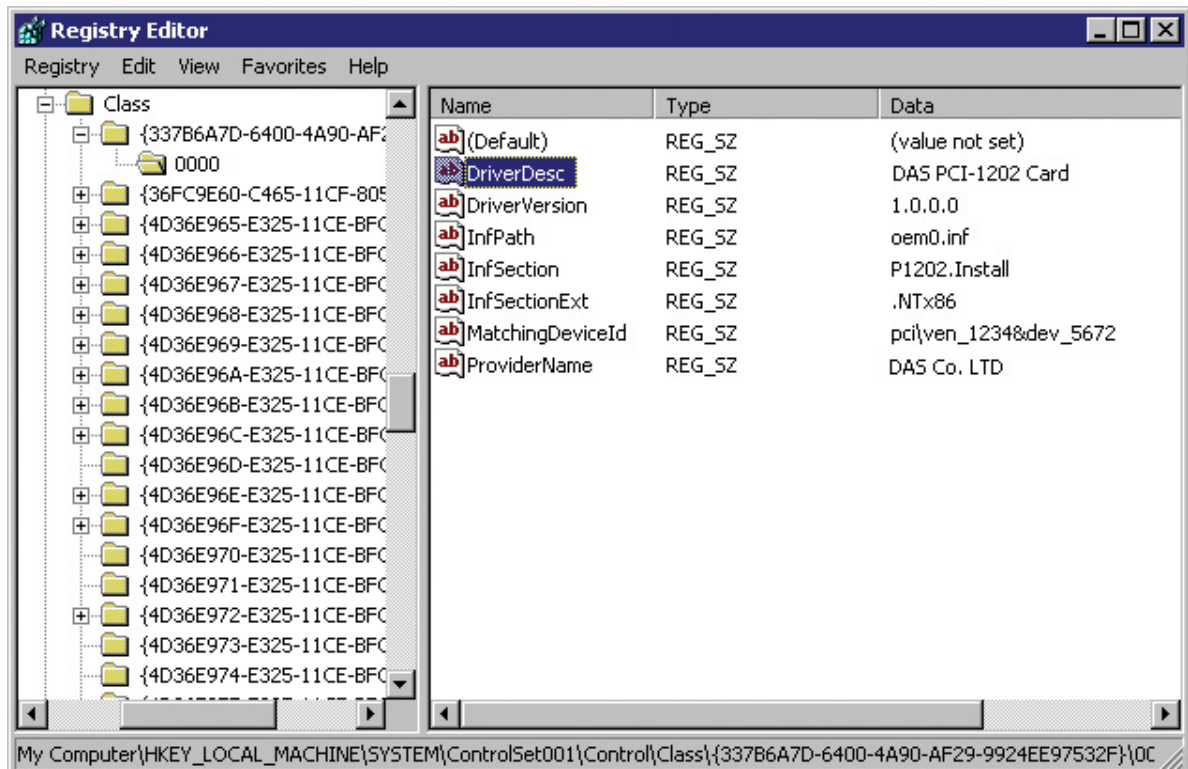 Registry Editor
Registry Edit View Favorites Help
Class
{337B6A7D-6400-4A90-AF2
0000
{36FC9E60-C465-11CF-805
{4D36E965-E325-11CE-BFC
{4D36E966-E325-11CE-BFC
{4D36E967-E325-11CE-BFC
{4D36E968-E325-11CE-BFC
{4D36E969-E325-11CE-BFC
{4D36E96A-E325-11CE-BFC
{4D36E96B-E325-11CE-BFC
{4D36E96C-E325-11CE-BFC
{4D36E96D-E325-11CE-BFC
{4D36E96E-E325-11CE-BFC
{4D36E96F-E325-11CE-BFC
{4D36E970-E325-11CE-BFC
{4D36E971-E325-11CE-BFC
{4D36E972-E325-11CE-BFC
{4D36E973-E325-11CE-BFC
{4D36E974-E325-11CE-BFC
Name Type Data
(Default) REG_SZ (value not set)
DriverDesc REG_SZ DAS PCI-1202 Card
DriverVersion REG_SZ 1.0.0.0
InfPath REG_SZ oem0.inf
InfSection REG_SZ P1202.Install
InfSectionExt REG_SZ .NTx86
MatchingDeviceId REG_SZ pci\ven_1234&dev_5672
ProviderName REG_SZ DAS Co. LTD
My Computer\HKEY_LOCAL_MACHINE\SYSTEM\ControlSet001\Control\Class\{337B6A7D-6400-4A90-AF29-9924EE97532F}\0C